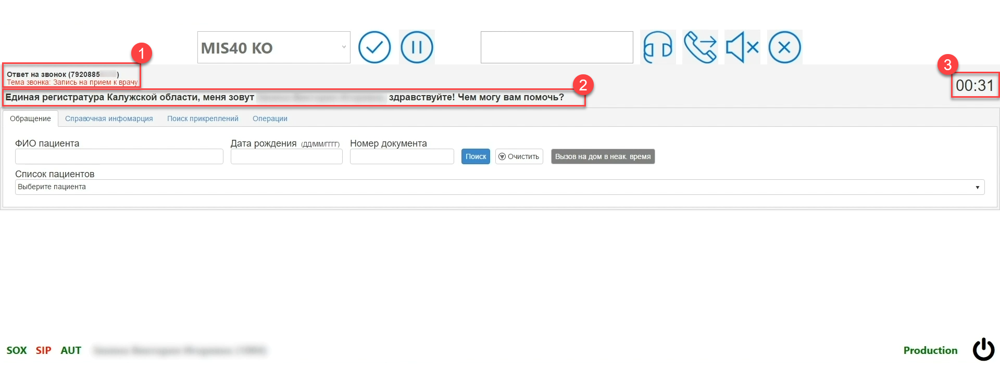 MIS40 KO
1
Ответ на звонок (7920885 )
Тема звонка: Запись на прием к врачу
2
3
00:31
Единая регистратура Калужской области, меня зовут здравствуйте! Чем могу вам помочь?
Обращение Справочная инфомарция Поиск прикреплений Операции
ФИО пациента Дата рождения (ДД/ММ/ГГГГ) Номер документа
Поиск Очистить Вызов на дом в неак. время
Список пациентов
Выберите пациента
SOX SIP AUT
Production